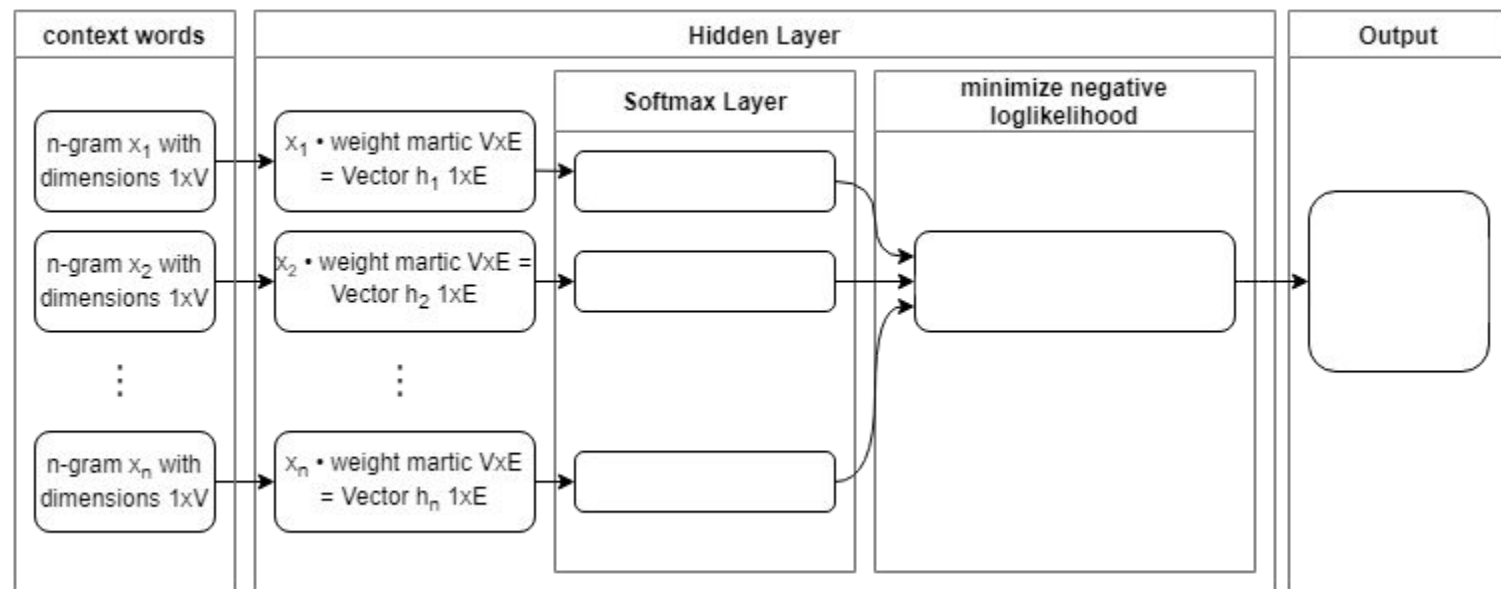 context words
Hidden Layer
Output
Softmax Layer
minimize negative
loglikelihood
n-gram x₁ with
dimensions 1xV
x₁ • weight martic VxE
= Vector h₁ 1xE
n-gram x₂ with
dimensions 1xV
x₂ • weight martic VxE =
Vector h₂ 1xE
n-gram xₙ with
dimensions 1xV
xₙ • weight martic VxE
= Vector hₙ 1xE